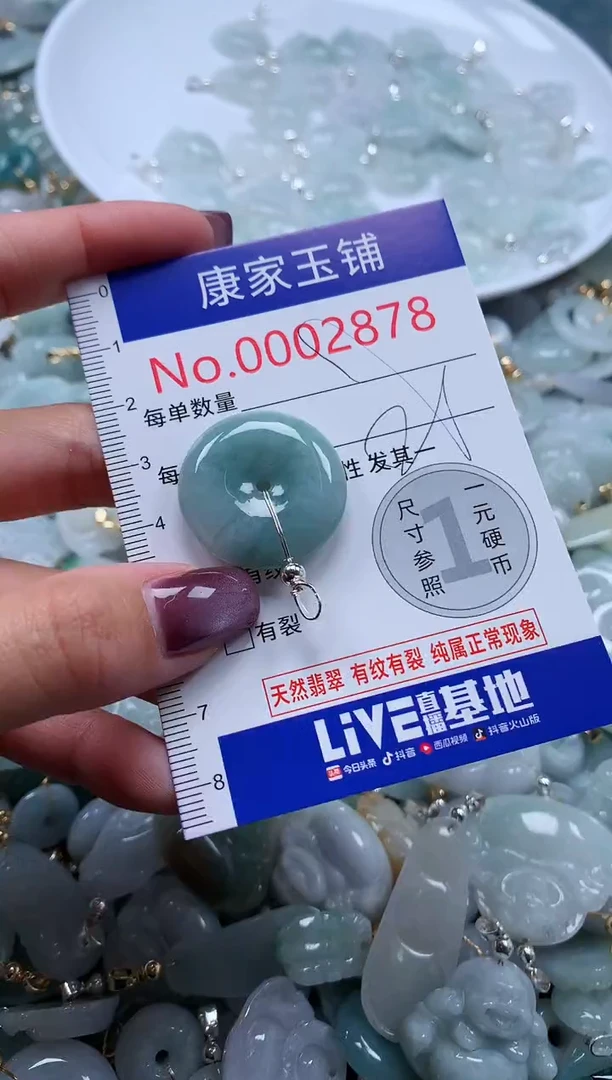 康家玉铺
No.0002878
每单数量
每 性 发其一
有纹
有裂
尺寸参照
1
一元硬币
天然翡翠 有纹有裂 纯属正常现象
LiVE直播基地
今日头条 抖音 西瓜视频 抖音火山版
0
1
2
3
4
7
8